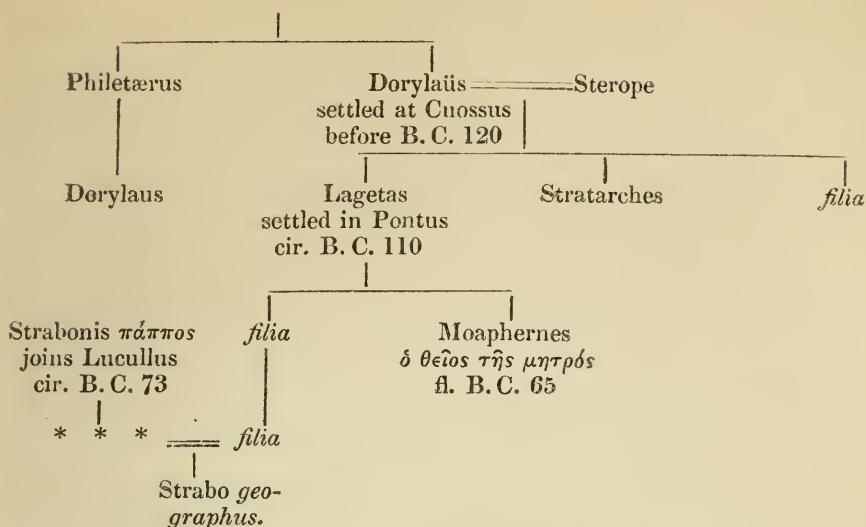 Philetærus
Dorylaüs
Sterope
settled at Cnossus
before B. C. 120
Dorylaus
Lagetas
Stratarches
filia
settled in Pontus
cir. B. C. 110
Strabonis πάππος
filia
Moaphernes
joins Lucullus
ὁ θεῖος τῆς μητρός
cir. B. C. 73
fl. B. C. 65
* * *
filia
Strabo geo-
graphus.